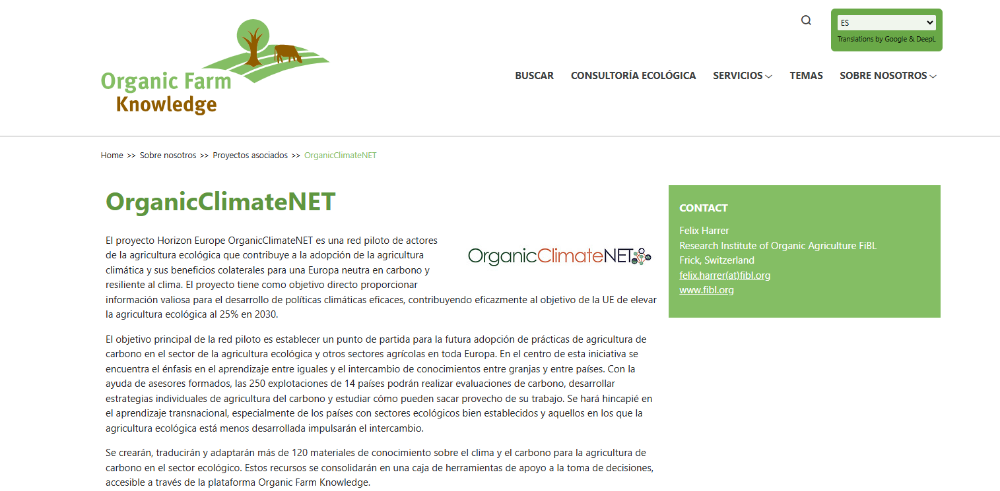 ES
Translations by Google & DeepL
Organic Farm
Knowledge
BUSCAR CONSULTORÍA ECOLÓGICA SERVICIOS TEMAS SOBRE NOSOTROS
Home >> Sobre nosotros >> Proyectos asociados >> OrganicClimateNET
OrganicClimateNET
El proyecto Horizon Europe OrganicClimateNET es una red piloto de actores
de la agricultura ecológica que contribuye a la adopción de la agricultura
climática y sus beneficios colaterales para una Europa neutra en carbono y
resiliente al clima. El proyecto tiene como objetivo directo proporcionar
información valiosa para el desarrollo de políticas climáticas eficaces, contribuyendo eficazmente al objetivo de la UE de elevar
la agricultura ecológica al 25% en 2030.
OrganicClimateNET
El objetivo principal de la red piloto es establecer un punto de partida para la futura adopción de prácticas de agricultura de
carbono en el sector de la agricultura ecológica y otros sectores agrícolas en toda Europa. En el centro de esta iniciativa se
encuentra el énfasis en el aprendizaje entre iguales y el intercambio de conocimientos entre granjas y entre países. Con la
ayuda de asesores formados, las 250 explotaciones de 14 países podrán realizar evaluaciones de carbono, desarrollar
estrategias individuales de agricultura del carbono y estudiar cómo pueden sacar provecho de su trabajo. Se hará hincapié en
el aprendizaje transnacional, especialmente de los países con sectores ecológicos bien establecidos y aquellos en los que la
agricultura ecológica está menos desarrollada impulsarán el intercambio.
Se crearán, traducirán y adaptarán más de 120 materiales de conocimiento sobre el clima y el carbono para la agricultura de
carbono en el sector ecológico. Estos recursos se consolidarán en una caja de herramientas de apoyo a la toma de decisiones,
accesible a través de la plataforma Organic Farm Knowledge.
CONTACT
Felix Harrer
Research Institute of Organic Agriculture FiBL
Frick, Switzerland
felix.harrer(at)fibl.org
www.fibl.org